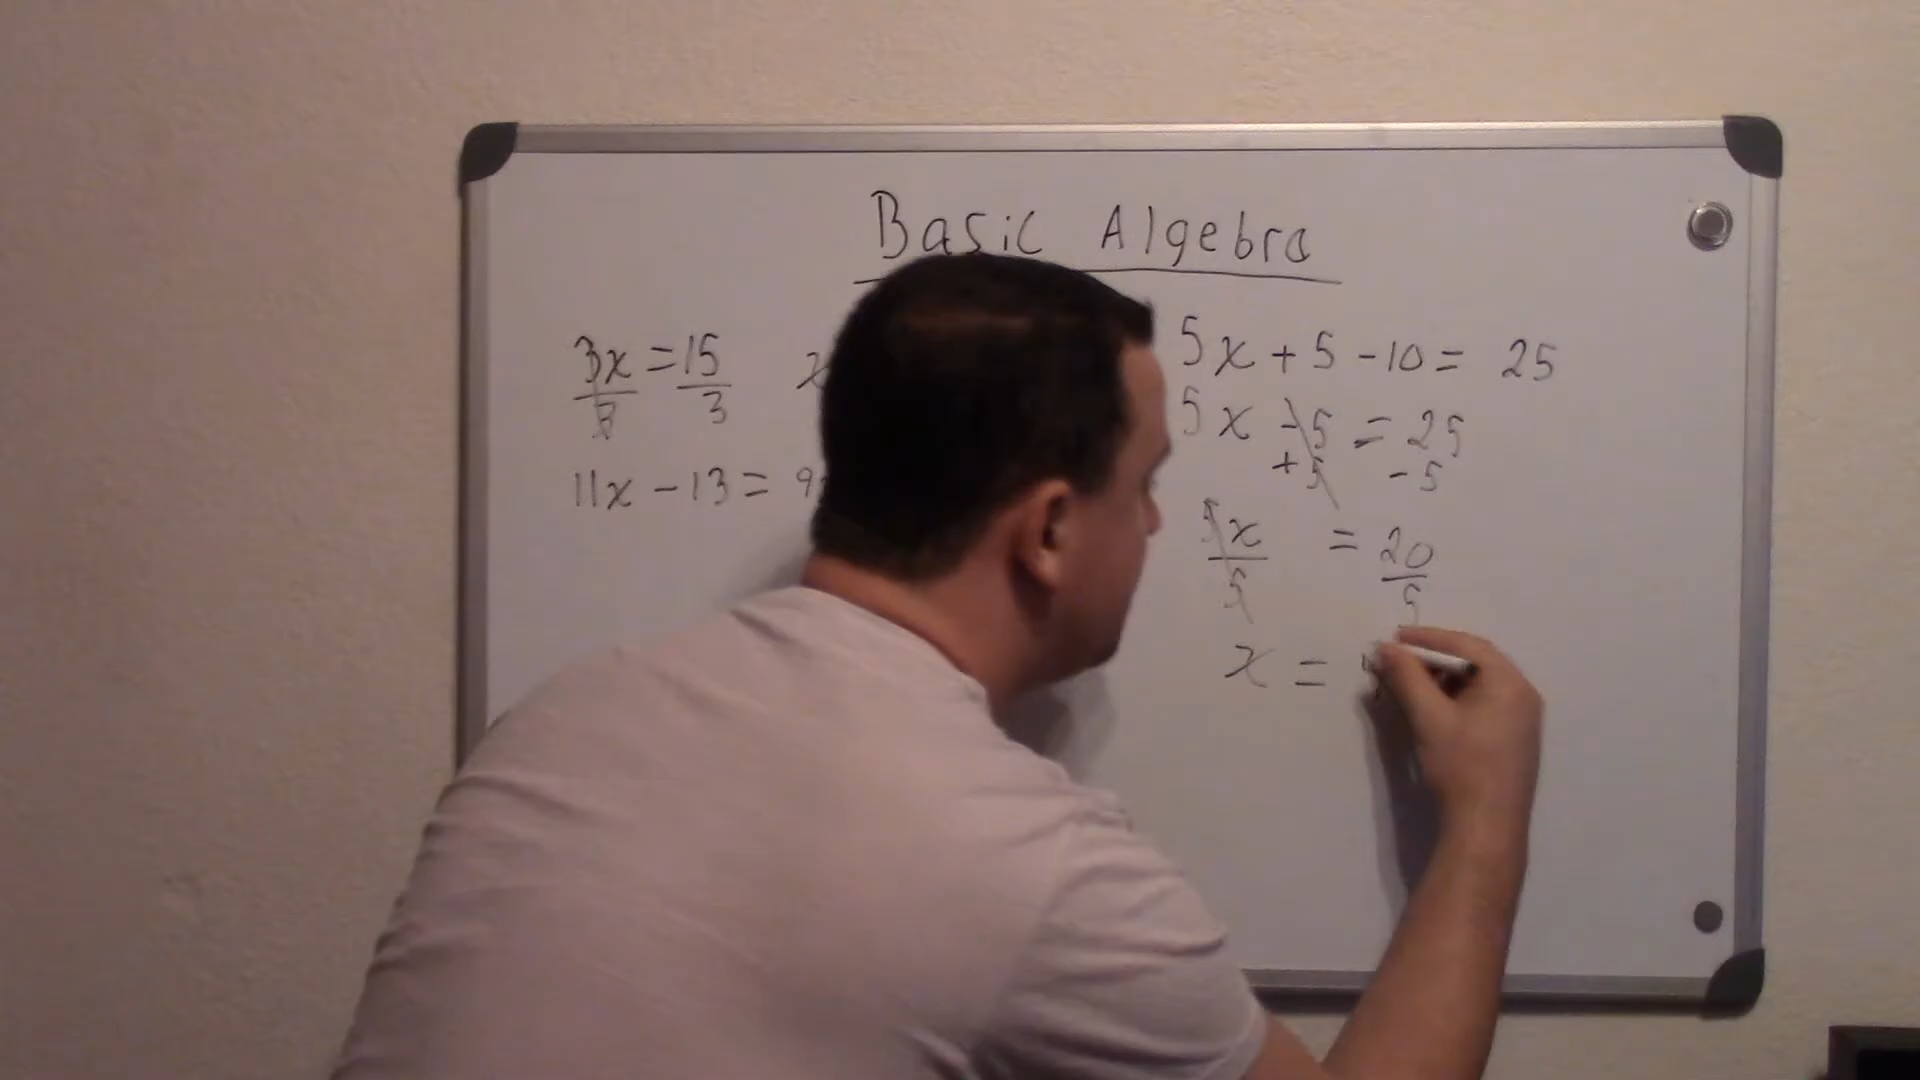 Basic Algebra
3x = 15
3 3
11x - 13 = 9
5x + 5 - 10 = 25
5x - 5 = 25
+5 -5
5x = 20
5 5
x =